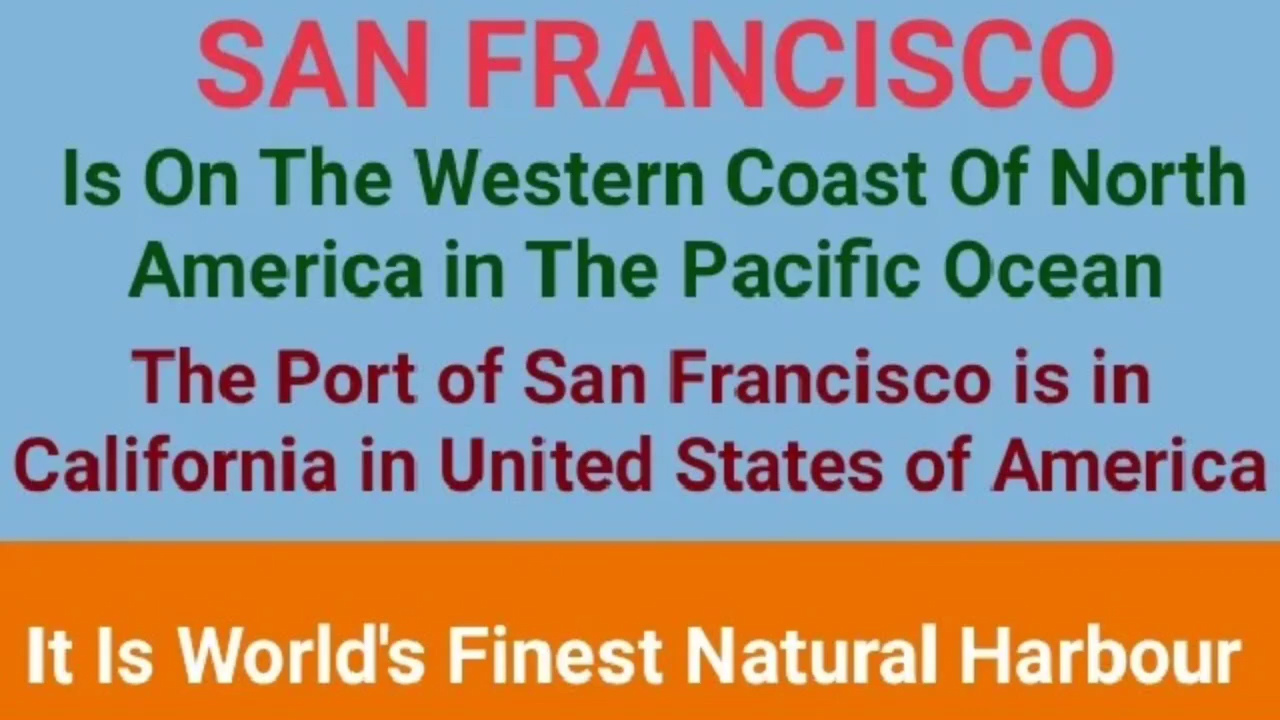 SAN FRANCISCO
Is On The Western Coast Of North
America in The Pacific Ocean
The Port of San Francisco is in
California in United States of America
It Is World's Finest Natural Harbour